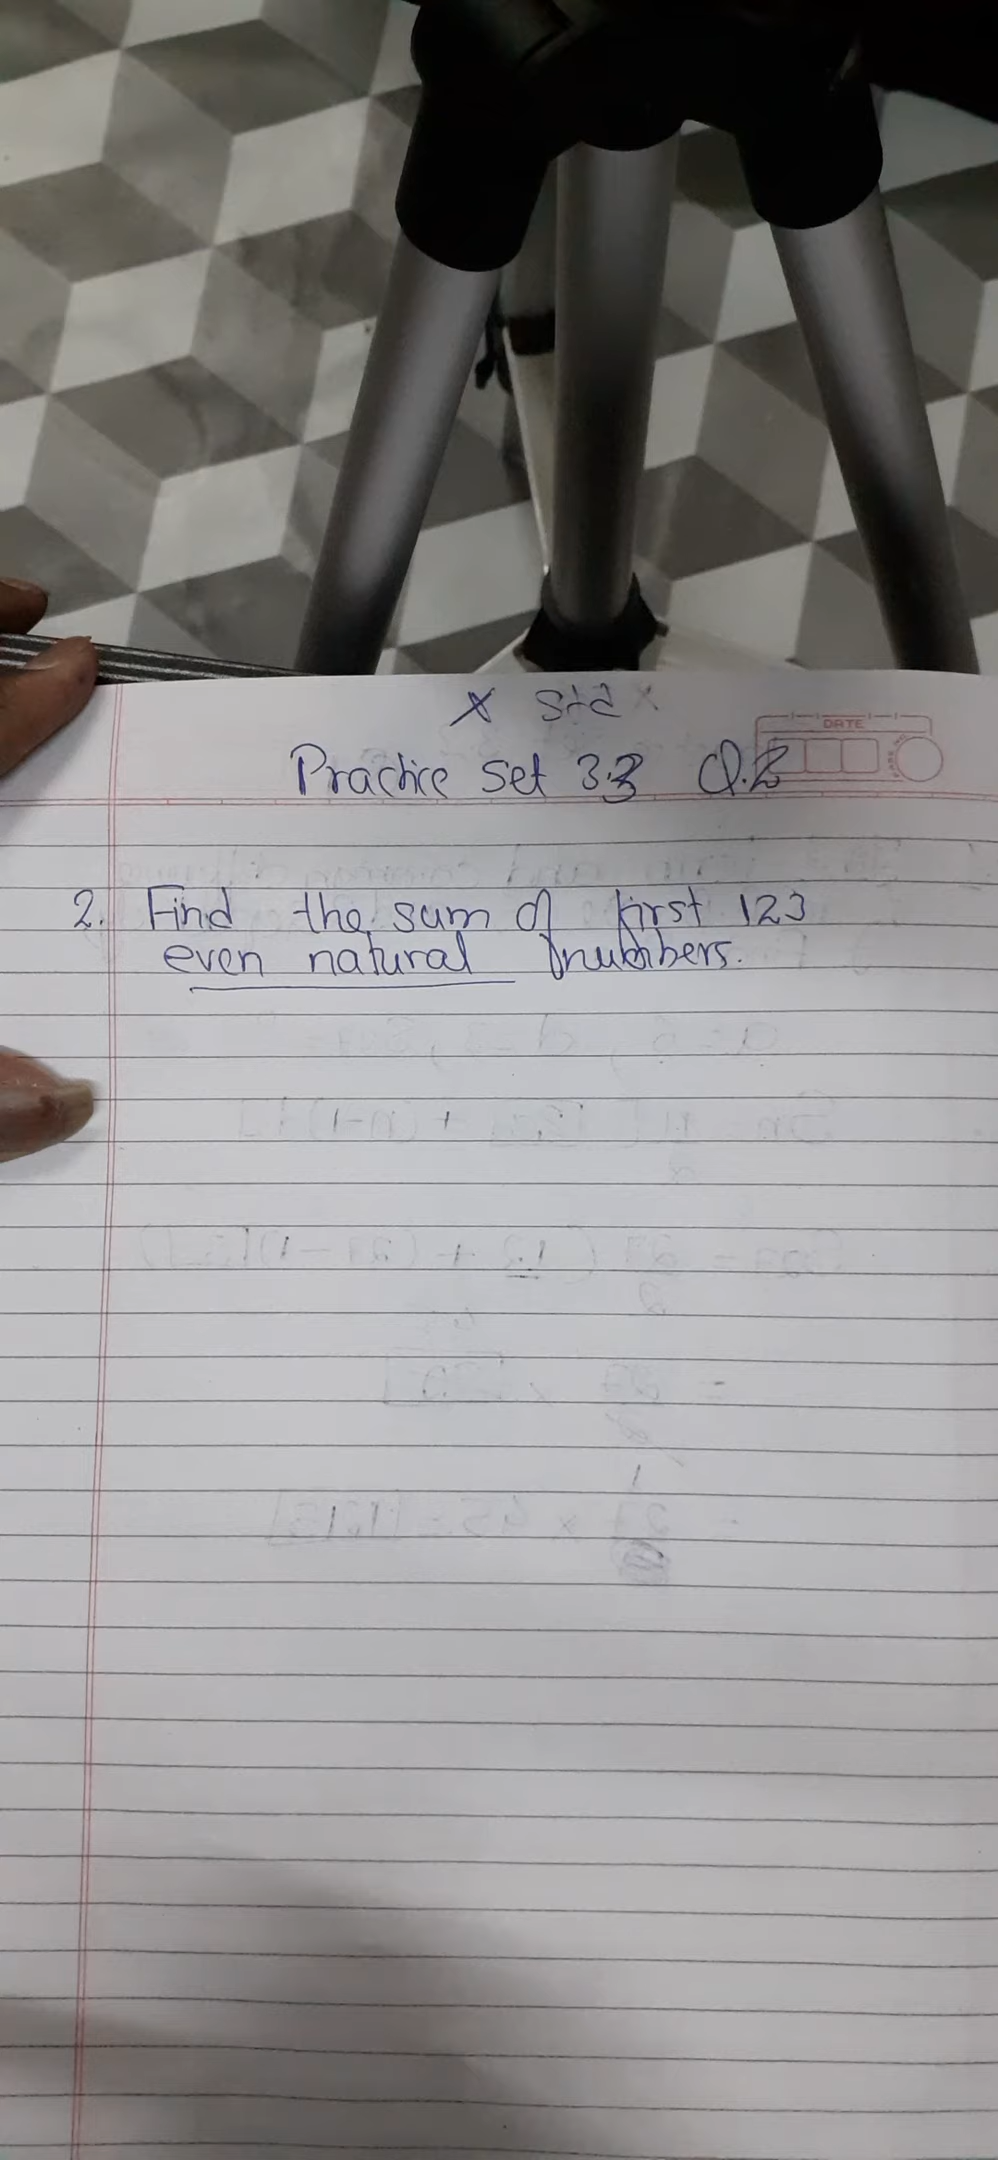 X Std
Practice Set 3.3 Q.2
DATE
2. Find the sum of first 123
even natural numbers.